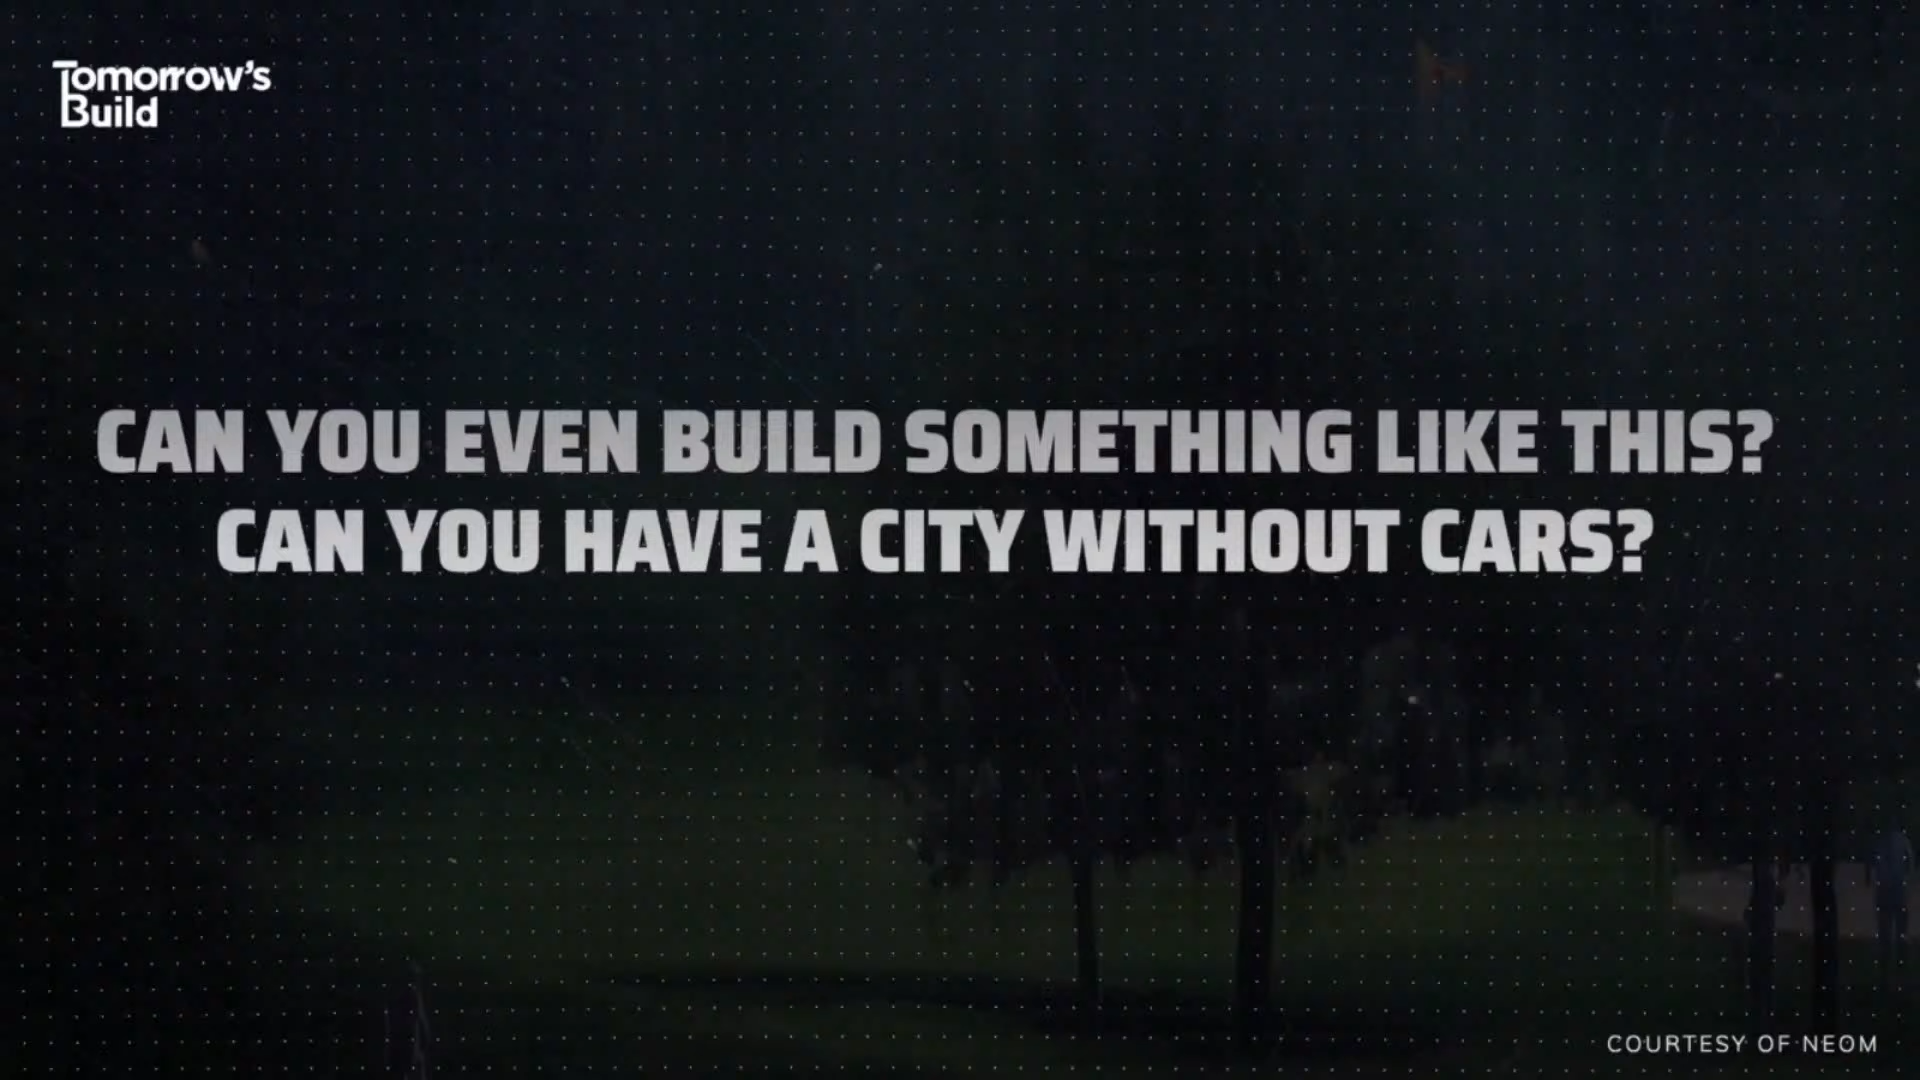 Tomorrow's
Build
CAN YOU EVEN BUILD SOMETHING LIKE THIS?
CAN YOU HAVE A CITY WITHOUT CARS?
COURTESY OF NEOM